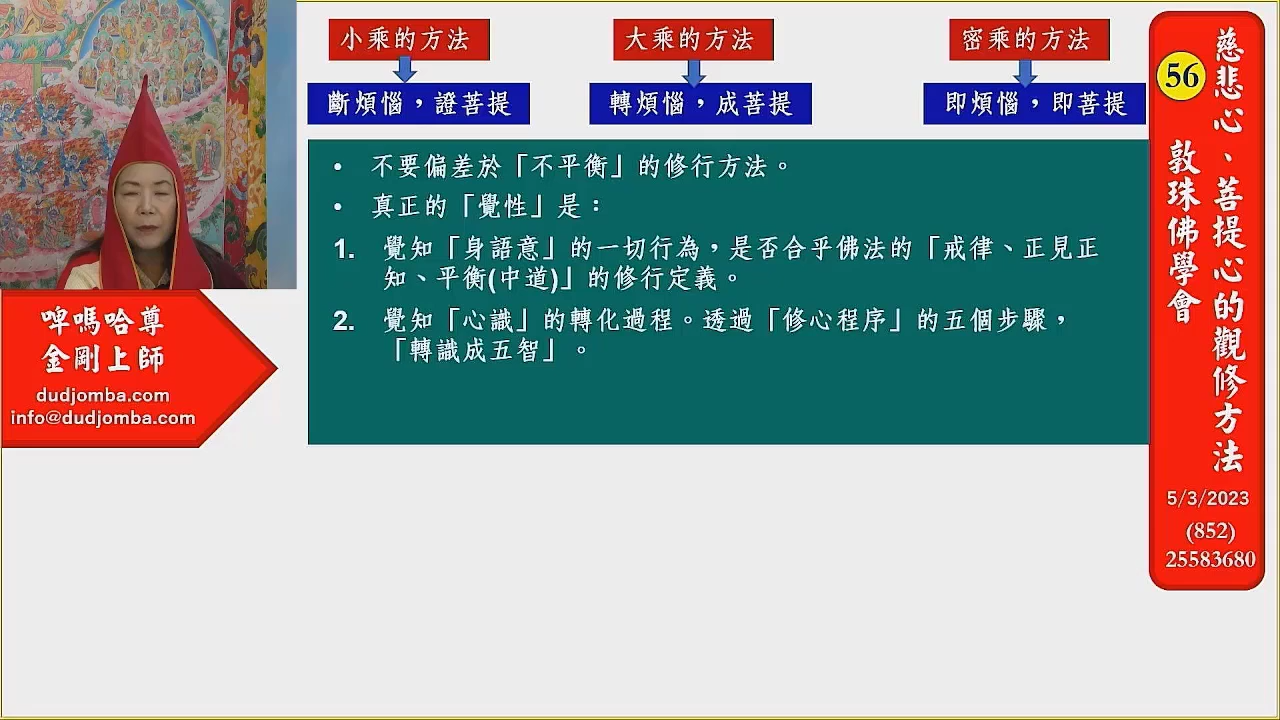 小乘的方法
大乘的方法
密乘的方法
斷煩惱，證菩提
轉煩惱，成菩提
即煩惱，即菩提
• 不要偏差於「不平衡」的修行方法。
• 真正的「覺性」是：
1. 覺知「身語意」的一切行為，是否合乎佛法的「戒律、正見正
知、平衡(中道)」的修行定義。
2. 覺知「心識」的轉化過程。透過「修心程序」的五個步驟，
「轉識成五智」。
啤嗎哈尊
金剛上師
dudjomba.com
info@dudjomba.com
56
慈悲心、菩提心的觀修方法
敦珠佛學會
5/3/2023
(852)
25583680